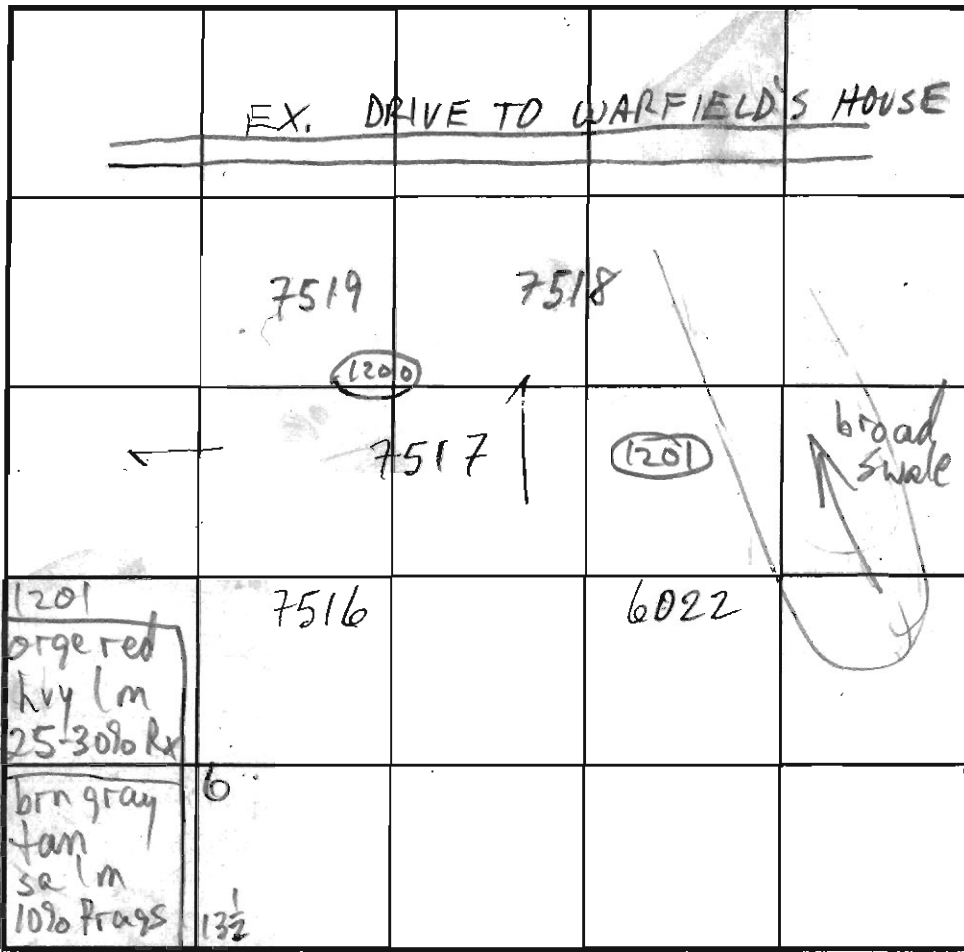 EX. DRIVE TO WARFIELD'S HOUSE
7519 7518
1200
7517 1201 broad
swale
1201 7516 6022
orge red
hvy lm
25-30% Rx
brn gray 6
tan
sa lm
10% Frags 13½